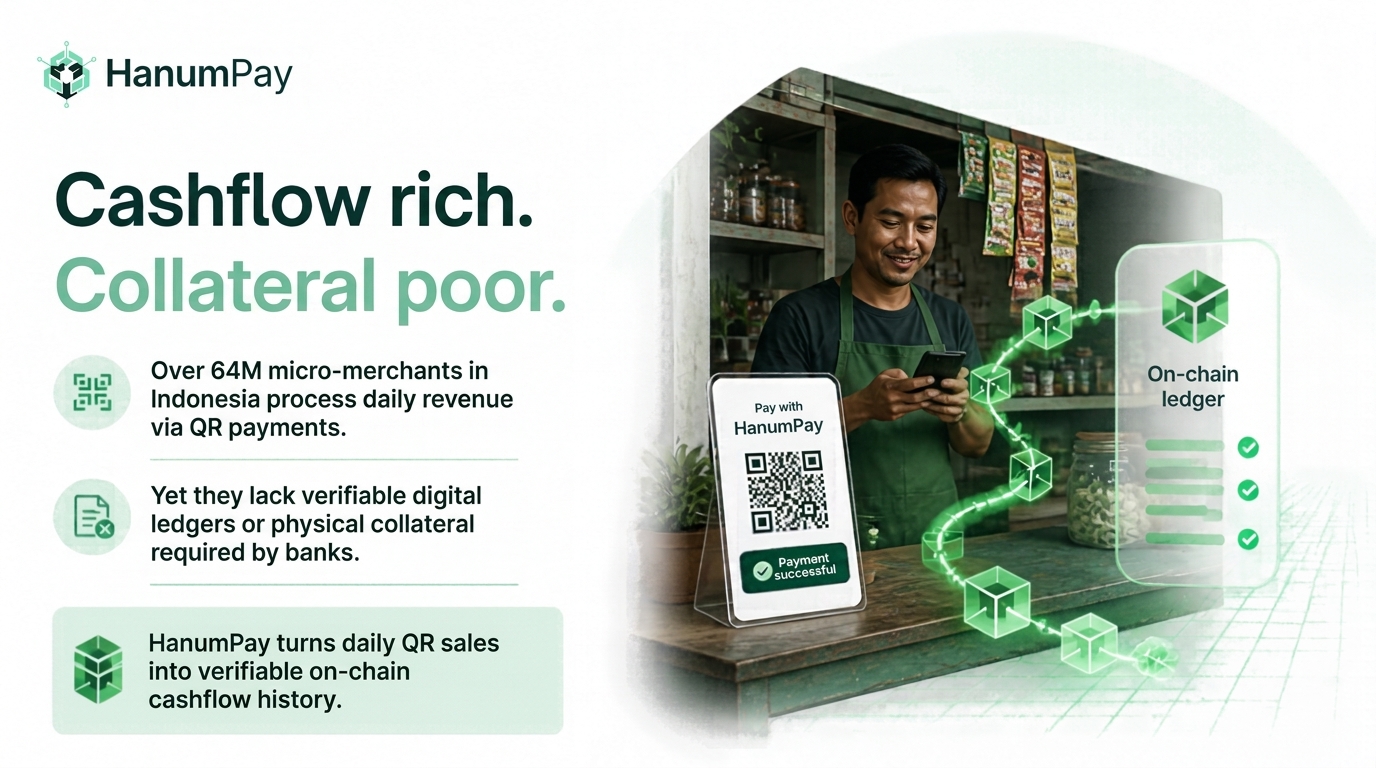 HanumPay
Cashflow rich.
Collateral poor.
Over 64M micro-merchants in
Indonesia process daily revenue
via QR payments.
Yet they lack verifiable digital
ledgers or physical collateral
required by banks.
HanumPay turns daily QR sales
into verifiable on-chain
cashflow history.
Pay with
HanumPay
Payment
successful
On-chain
ledger